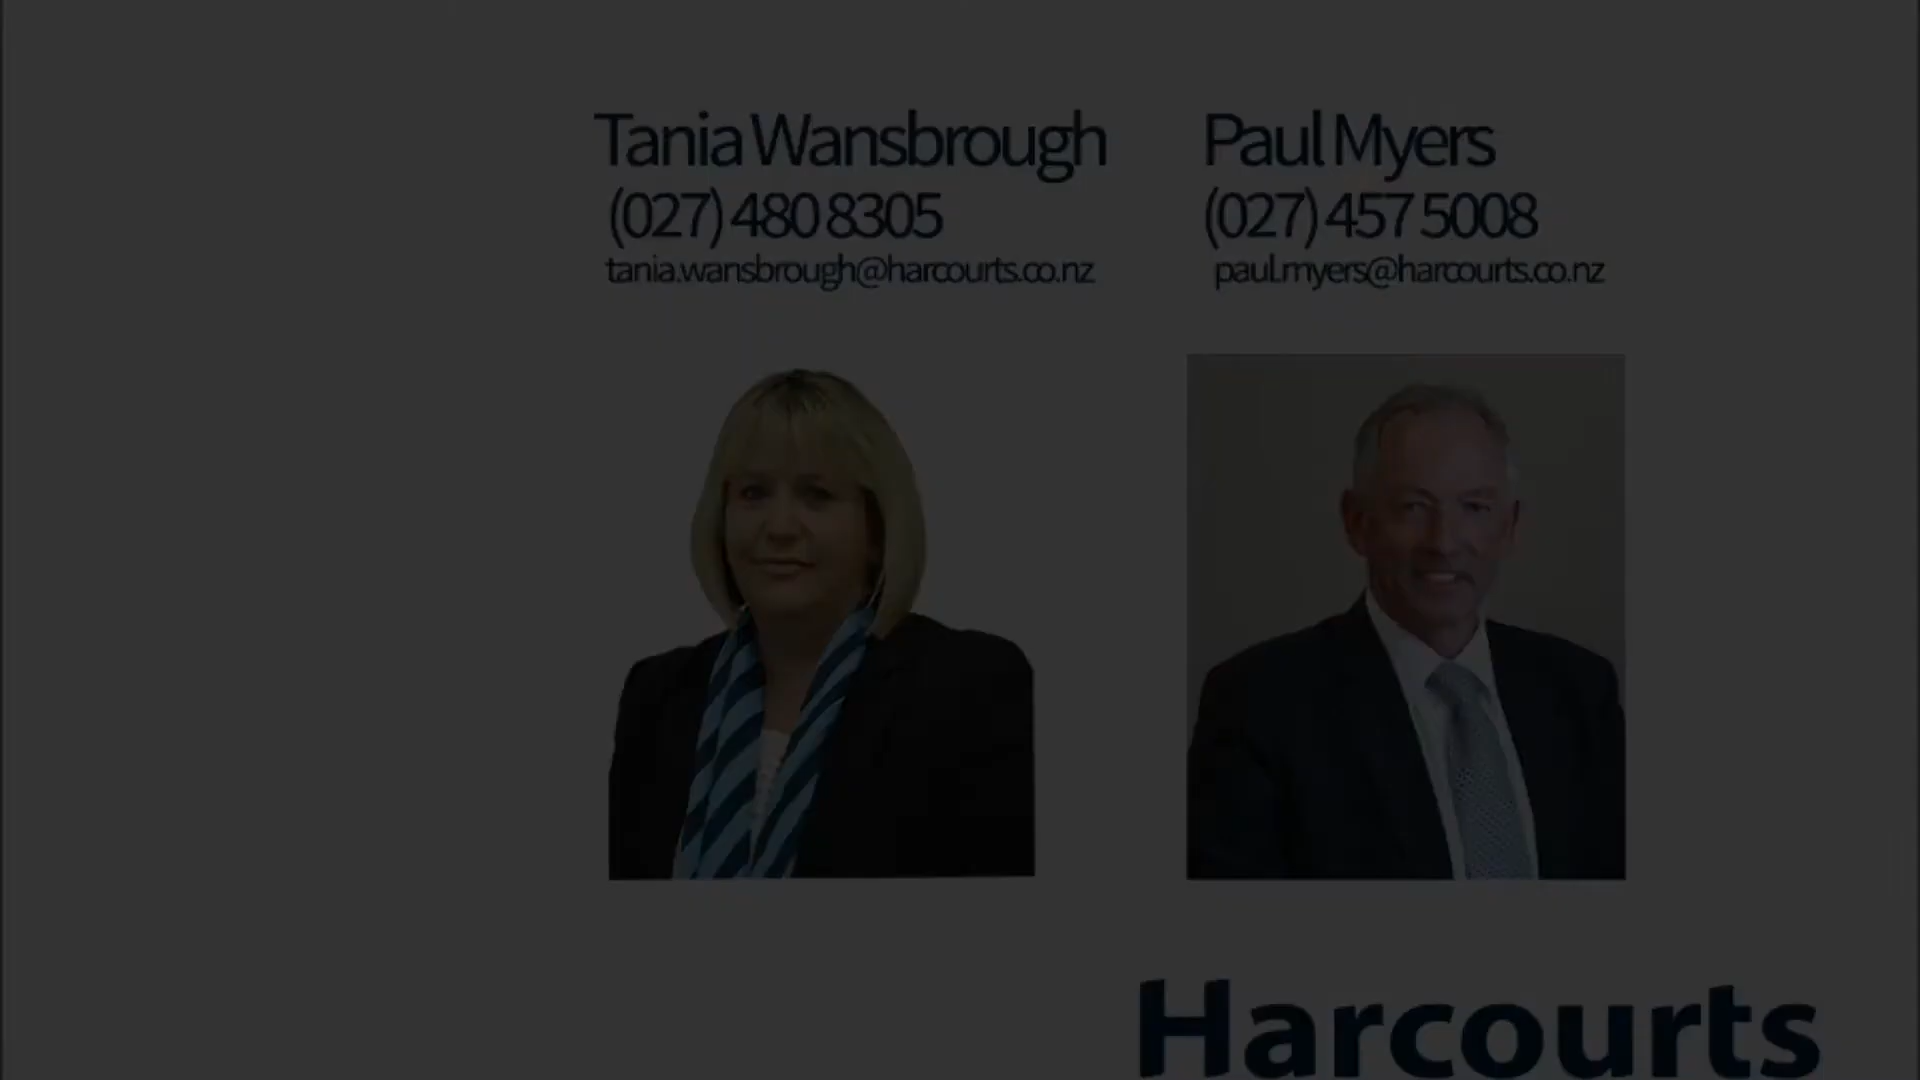 Tania Wansbrough
(027) 480 8305
tania.wansbrough@harcourts.co.nz
Paul Myers
(027) 457 5008
paul.myers@harcourts.co.nz
Harcourts